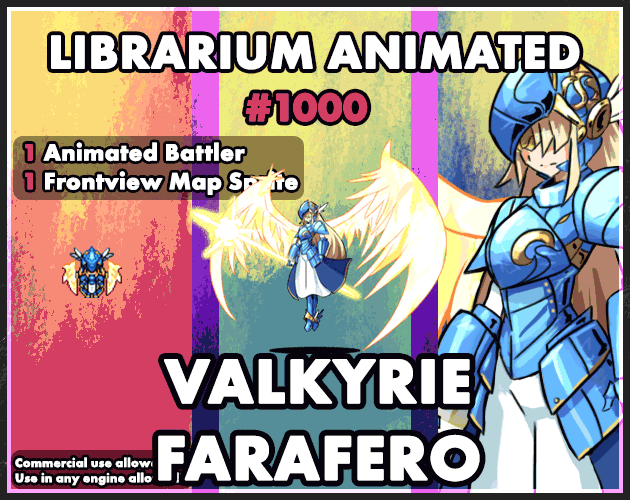 LIBRARIUM ANIMATED
#1000
1 Animated Battler
1 Frontview Map Sprite
VALKYRIE
FARAFERO
Commercial use allowe
Use in any engine allo